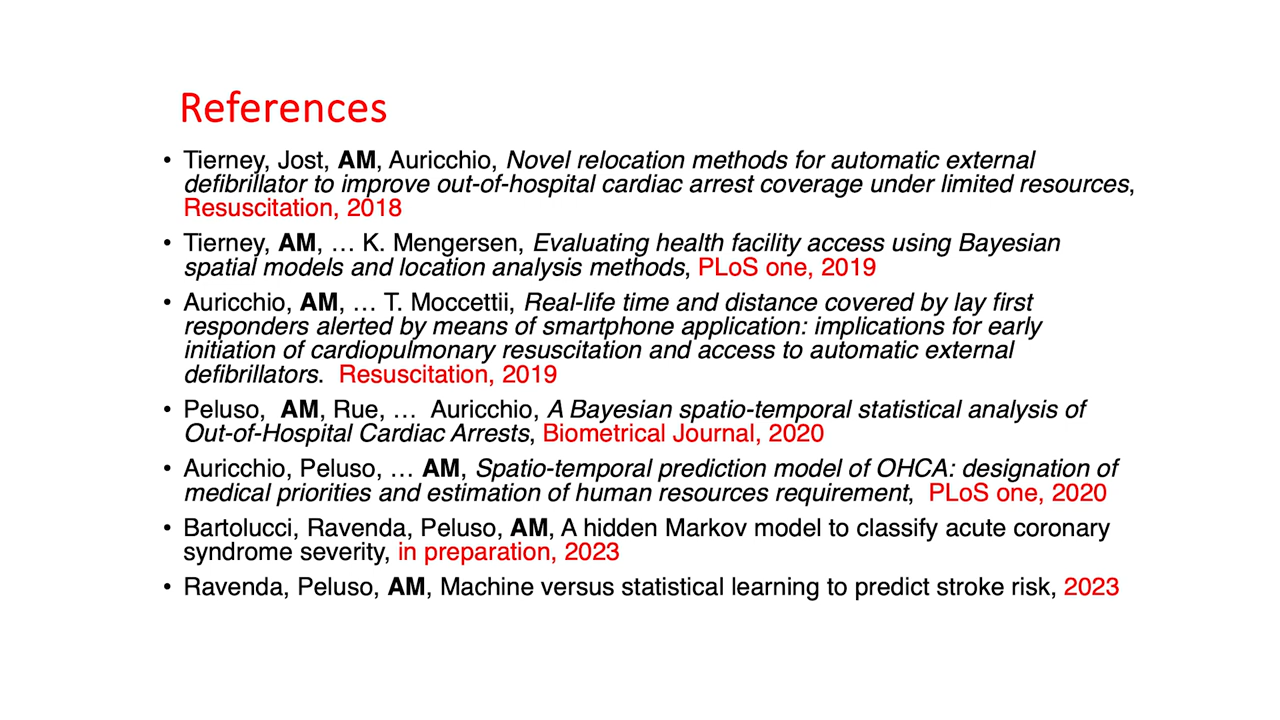 References
• Tierney, Jost, AM, Auricchio, Novel relocation methods for automatic external
defibrillator to improve out-of-hospital cardiac arrest coverage under limited resources,
Resuscitation, 2018
• Tierney, AM, … K. Mengersen, Evaluating health facility access using Bayesian
spatial models and location analysis methods, PLoS one, 2019
• Auricchio, AM, … T. Moccettii, Real-life time and distance covered by lay first
responders alerted by means of smartphone application: implications for early
initiation of cardiopulmonary resuscitation and access to automatic external
defibrillators. Resuscitation, 2019
• Peluso, AM, Rue, … Auricchio, A Bayesian spatio-temporal statistical analysis of
Out-of-Hospital Cardiac Arrests, Biometrical Journal, 2020
• Auricchio, Peluso, … AM, Spatio-temporal prediction model of OHCA: designation of
medical priorities and estimation of human resources requirement, PLoS one, 2020
• Bartolucci, Ravenda, Peluso, AM, A hidden Markov model to classify acute coronary
syndrome severity, in preparation, 2023
• Ravenda, Peluso, AM, Machine versus statistical learning to predict stroke risk, 2023